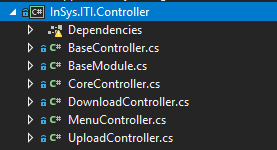 C# InSys.ITI.Controller
Dependencies
C# BaseController.cs
C# BaseModule.cs
C# CoreController.cs
C# DownloadController.cs
C# MenuController.cs
C# UploadController.cs